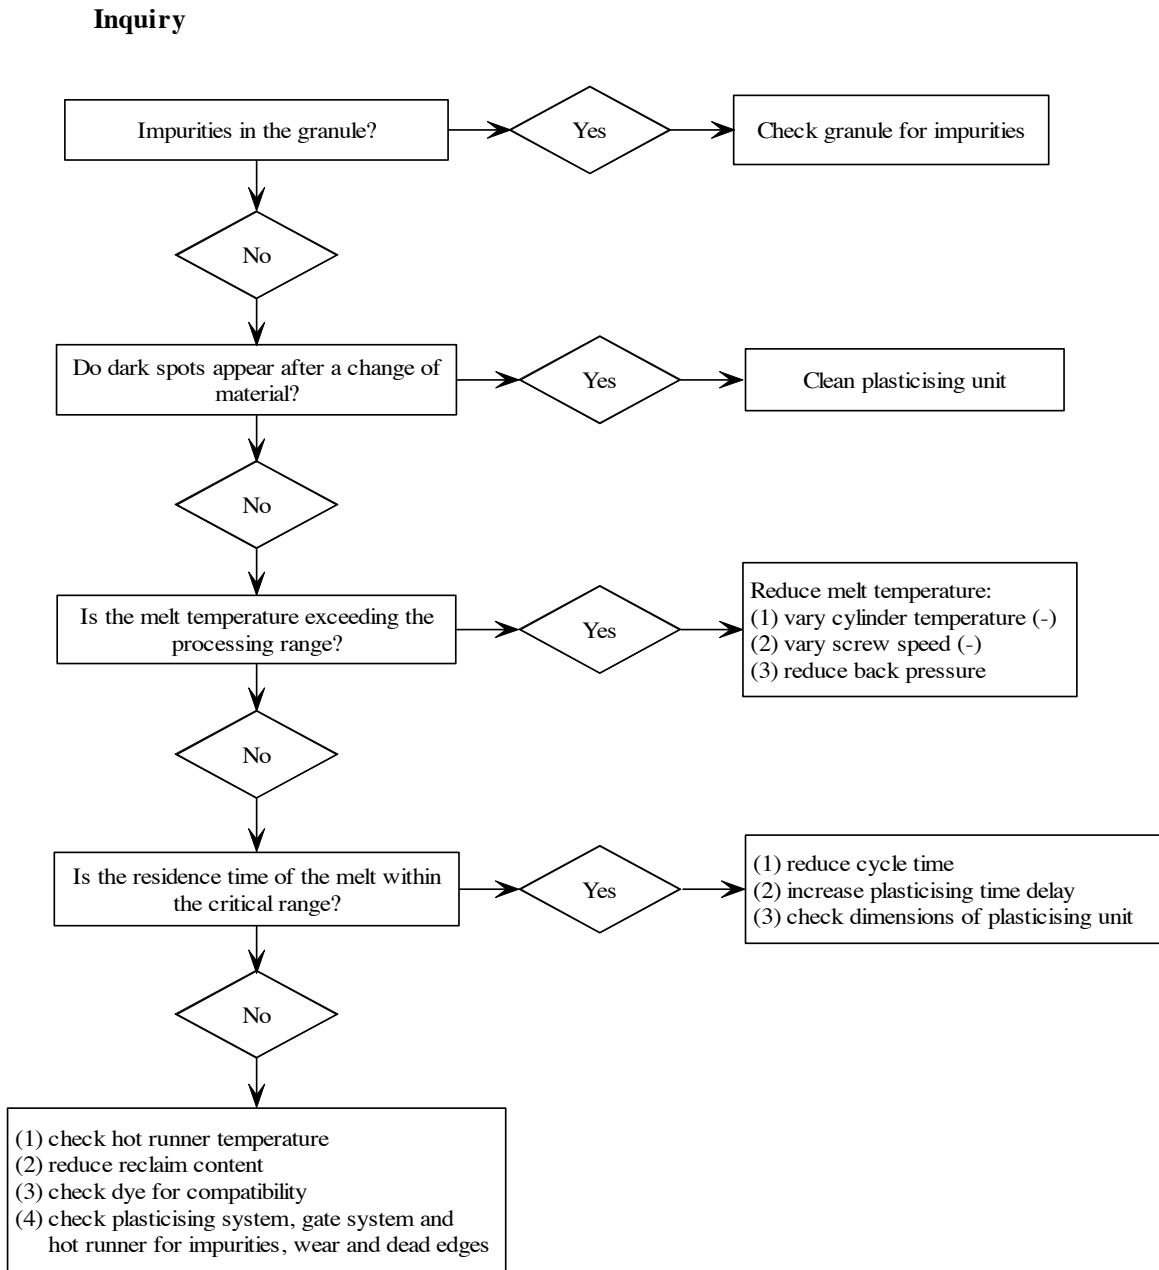 Inquiry
Impurities in the granule?
Yes
Check granule for impurities
No
Do dark spots appear after a change of
material?
Yes
Clean plasticising unit
No
Is the melt temperature exceeding the
processing range?
Yes
Reduce melt temperature:
(1) vary cylinder temperature (-)
(2) vary screw speed (-)
(3) reduce back pressure
No
Is the residence time of the melt within
the critical range?
Yes
(1) reduce cycle time
(2) increase plasticising time delay
(3) check dimensions of plasticising unit
No
(1) check hot runner temperature
(2) reduce reclaim content
(3) check dye for compatibility
(4) check plasticising system, gate system and
hot runner for impurities, wear and dead edges